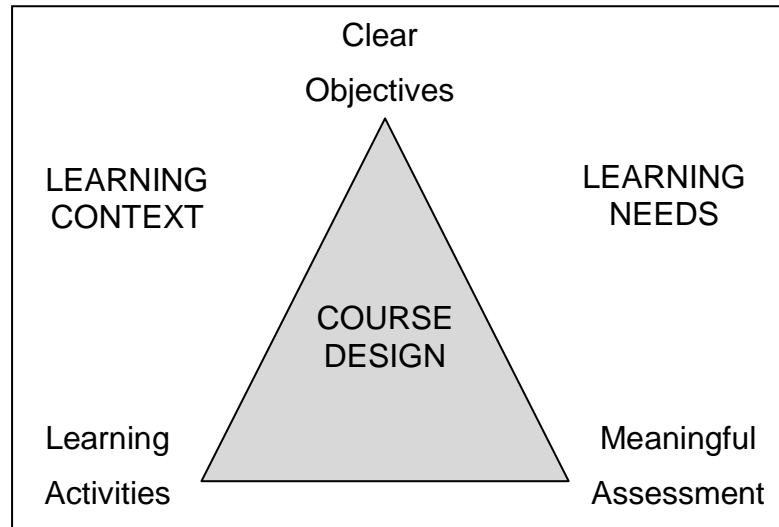 Clear
Objectives
LEARNING
CONTEXT
LEARNING
NEEDS
COURSE
DESIGN
Learning
Activities
Meaningful
Assessment